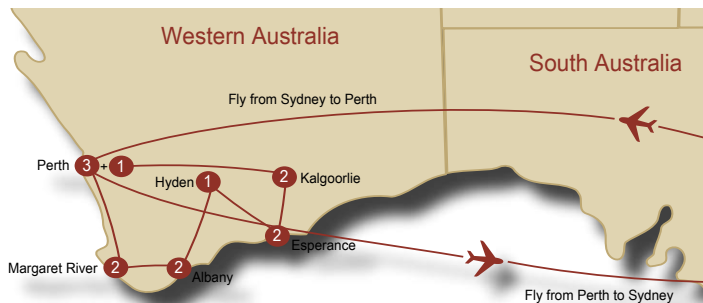 Western Australia
South Australia
Fly from Sydney to Perth
Perth 3 + 1
Hyden 1
2 Kalgoorlie
2
Esperance
Margaret River 2
2
Albany
Fly from Perth to Sydney